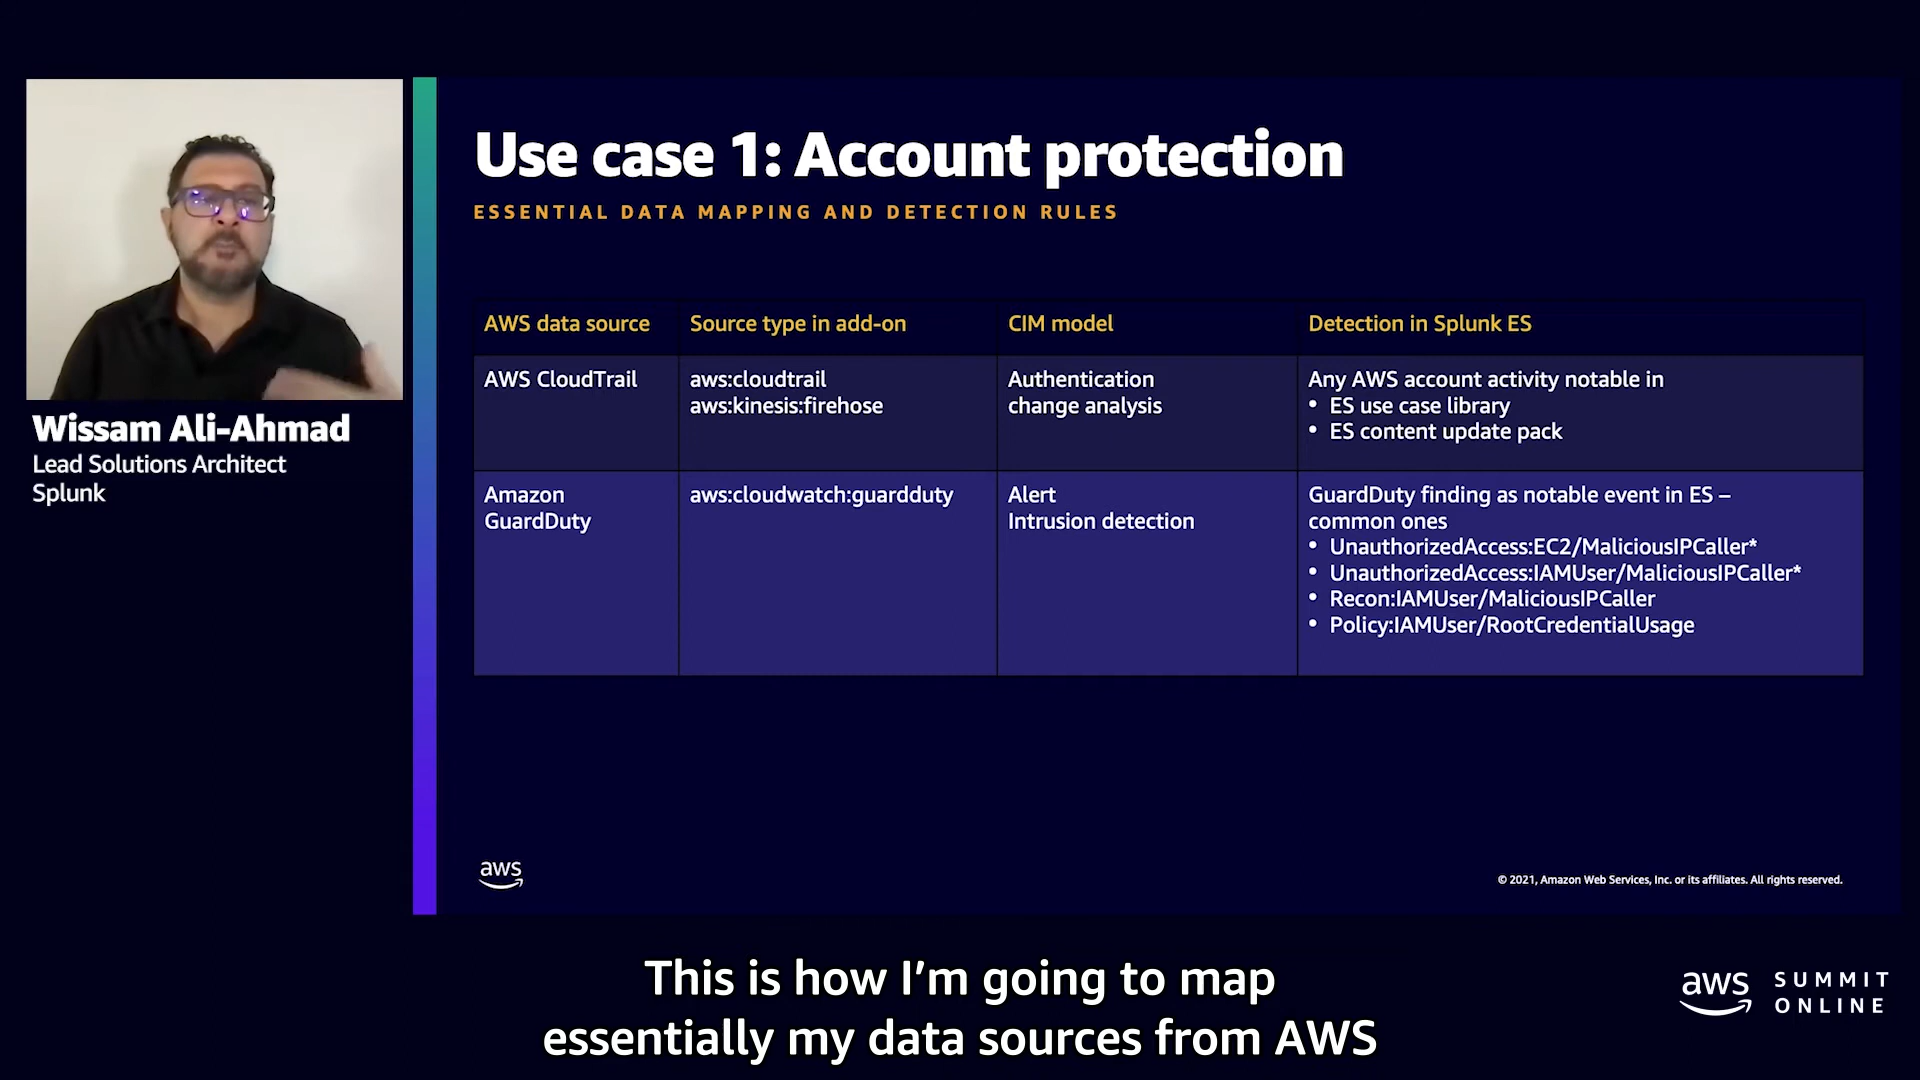 Use case 1: Account protection
ESSENTIAL DATA MAPPING AND DETECTION RULES
Wissam Ali-Ahmad
Lead Solutions Architect
Splunk
AWS data source
Source type in add-on
CIM model
Detection in Splunk ES
AWS CloudTrail
aws:cloudtrail
aws:kinesis:firehose
Authentication
change analysis
Any AWS account activity notable in
• ES use case library
• ES content update pack
Amazon
GuardDuty
aws:cloudwatch:guardduty
Alert
Intrusion detection
GuardDuty finding as notable event in ES –
common ones
• UnauthorizedAccess:EC2/MaliciousIPCaller*
• UnauthorizedAccess:IAMUser/MaliciousIPCaller*
• Recon:IAMUser/MaliciousIPCaller
• Policy:IAMUser/RootCredentialUsage
aws
© 2021, Amazon Web Services, Inc. or its affiliates. All rights reserved.
This is how I’m going to map
essentially my data sources from AWS
aws
SUMMIT
ONLINE